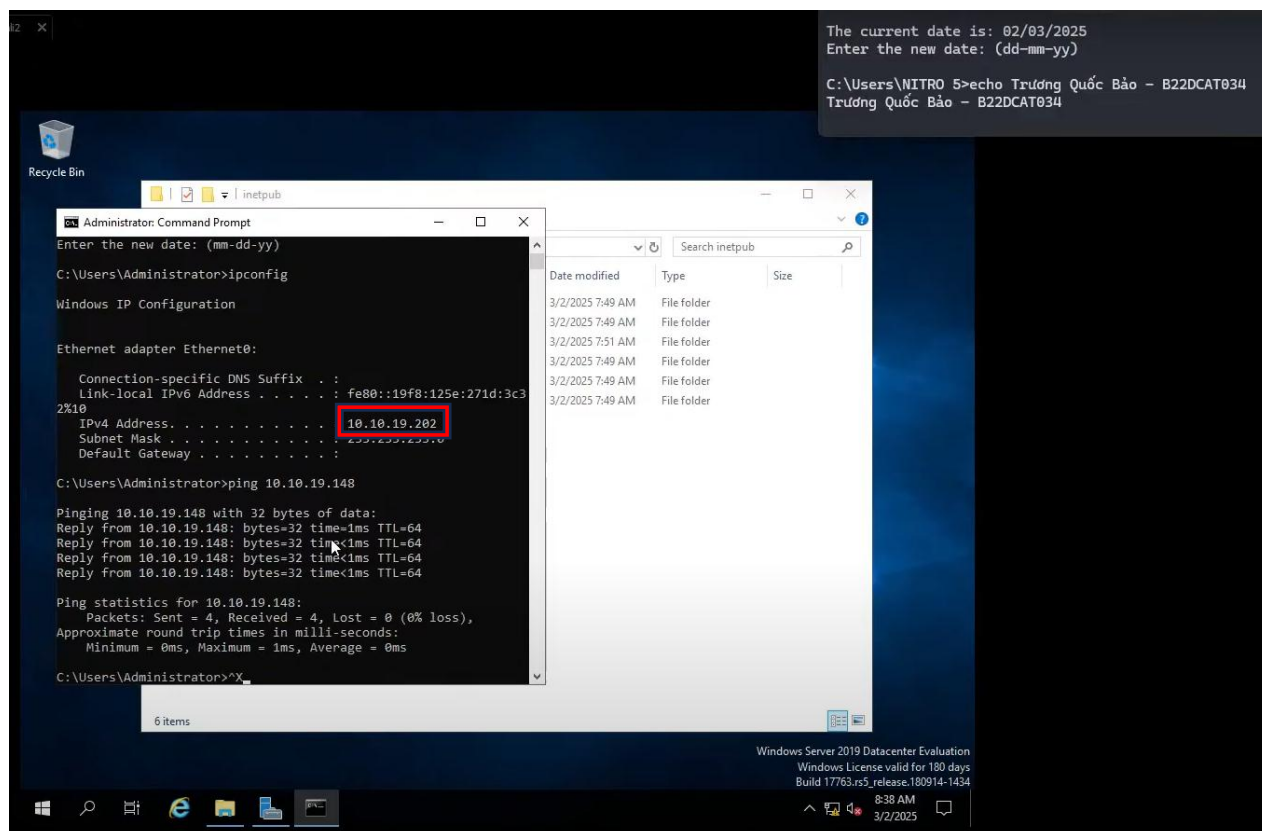 The current date is: 02/03/2025
Enter the new date: (dd-mm-yy)
C:\Users\NITRO 5>echo Trương Quốc Bảo - B22DCAT034
Trương Quốc Bảo - B22DCAT034
Recycle Bin
inetpub
Administrator: Command Prompt
Search inetpub
Date modified Type Size
3/2/2025 7:49 AM File folder
3/2/2025 7:49 AM File folder
3/2/2025 7:51 AM File folder
3/2/2025 7:49 AM File folder
3/2/2025 7:49 AM File folder
3/2/2025 7:49 AM File folder
Enter the new date: (mm-dd-yy)
C:\Users\Administrator>ipconfig
Windows IP Configuration
Ethernet adapter Ethernet0:
Connection-specific DNS Suffix . :
Link-local IPv6 Address . . . . . : fe80::19f8:125e:271d:3c3
2%10
IPv4 Address. . . . . . . . . . . : 10.10.19.202
Subnet Mask . . . . . . . . . . . :
Default Gateway . . . . . . . . . :
C:\Users\Administrator>ping 10.10.19.148
Pinging 10.10.19.148 with 32 bytes of data:
Reply from 10.10.19.148: bytes=32 time=1ms TTL=64
Reply from 10.10.19.148: bytes=32 time<1ms TTL=64
Reply from 10.10.19.148: bytes=32 time<1ms TTL=64
Reply from 10.10.19.148: bytes=32 time<1ms TTL=64
Ping statistics for 10.10.19.148:
Packets: Sent = 4, Received = 4, Lost = 0 (0% loss),
Approximate round trip times in milli-seconds:
Minimum = 0ms, Maximum = 1ms, Average = 0ms
C:\Users\Administrator>^X
6 items
Windows Server 2019 Datacenter Evaluation
Windows License valid for 180 days
Build 17763.rs5_release.180914-1434
8:38 AM
3/2/2025